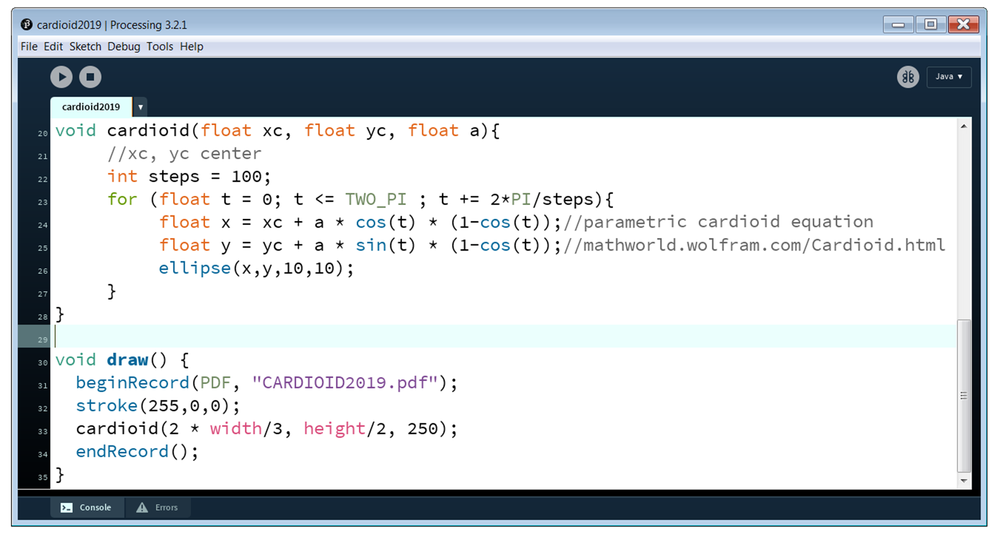 cardioid2019 | Processing 3.2.1
File Edit Sketch Debug Tools Help
Java ▼
cardioid2019 ▼
20 void cardioid(float xc, float yc, float a){
21 //xc, yc center
22 int steps = 100;
23 for (float t = 0; t <= TWO_PI ; t += 2*PI/steps){
24 float x = xc + a * cos(t) * (1-cos(t));//parametric cardioid equation
25 float y = yc + a * sin(t) * (1-cos(t));//mathworld.wolfram.com/Cardioid.html
26 ellipse(x,y,10,10);
27 }
28 }
29
30 void draw() {
31 beginRecord(PDF, "CARDIOID2019.pdf");
32 stroke(255,0,0);
33 cardioid(2 * width/3, height/2, 250);
34 endRecord();
35 }
Console Errors